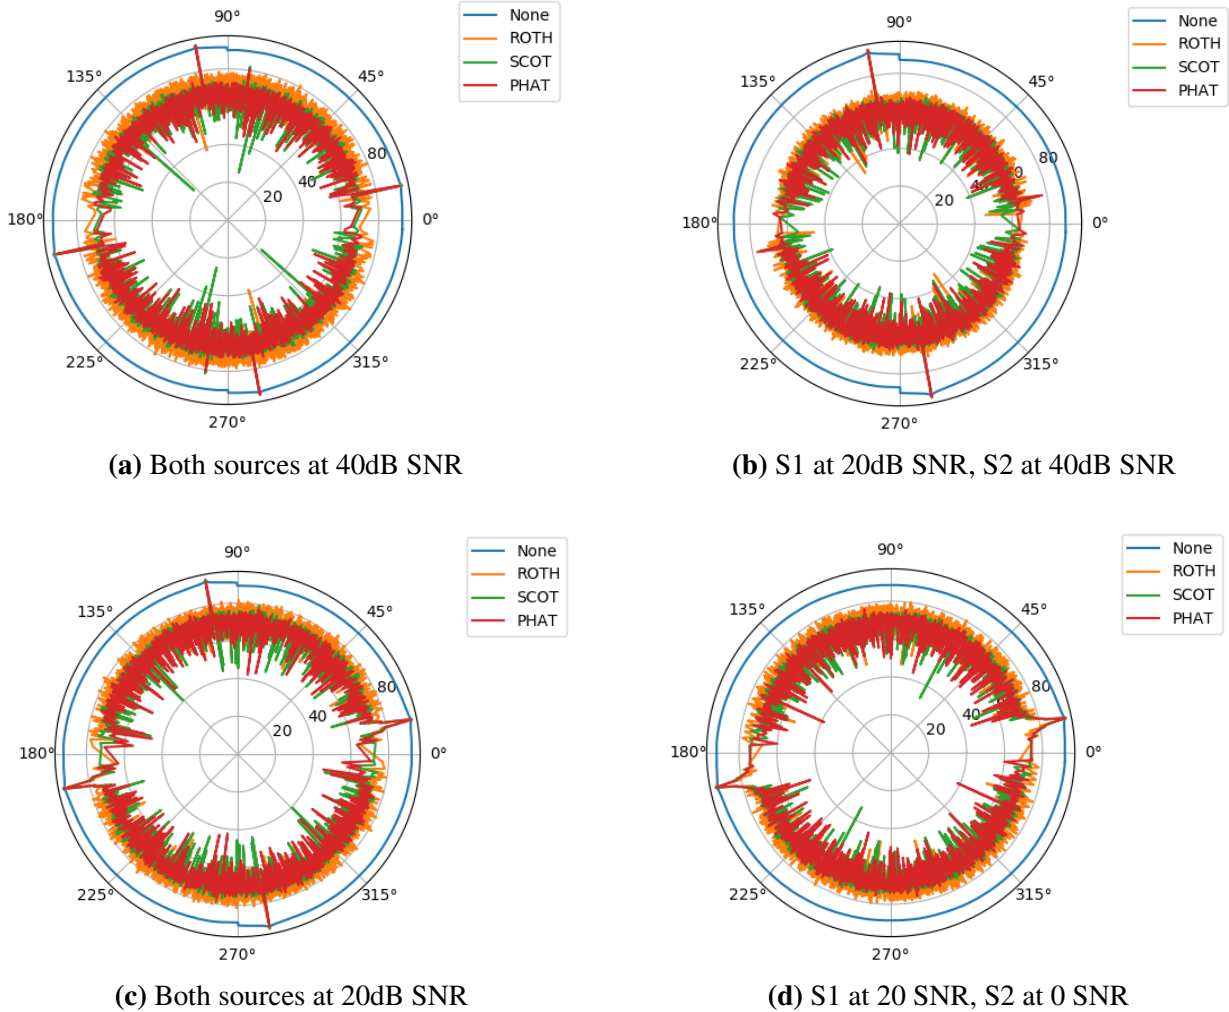 90°
45°
0°
315°
270°
225°
180°
135°
20
40
80
None
ROTH
SCOT
PHAT
(a) Both sources at 40dB SNR
90°
45°
0°
315°
270°
225°
180°
135°
20
80
None
ROTH
SCOT
PHAT
(b) S1 at 20dB SNR, S2 at 40dB SNR
90°
45°
0°
315°
270°
225°
180°
135°
20
40
80
None
ROTH
SCOT
PHAT
(c) Both sources at 20dB SNR
90°
45°
0°
315°
270°
225°
180°
135°
20
40
80
None
ROTH
SCOT
PHAT
(d) S1 at 20 SNR, S2 at 0 SNR